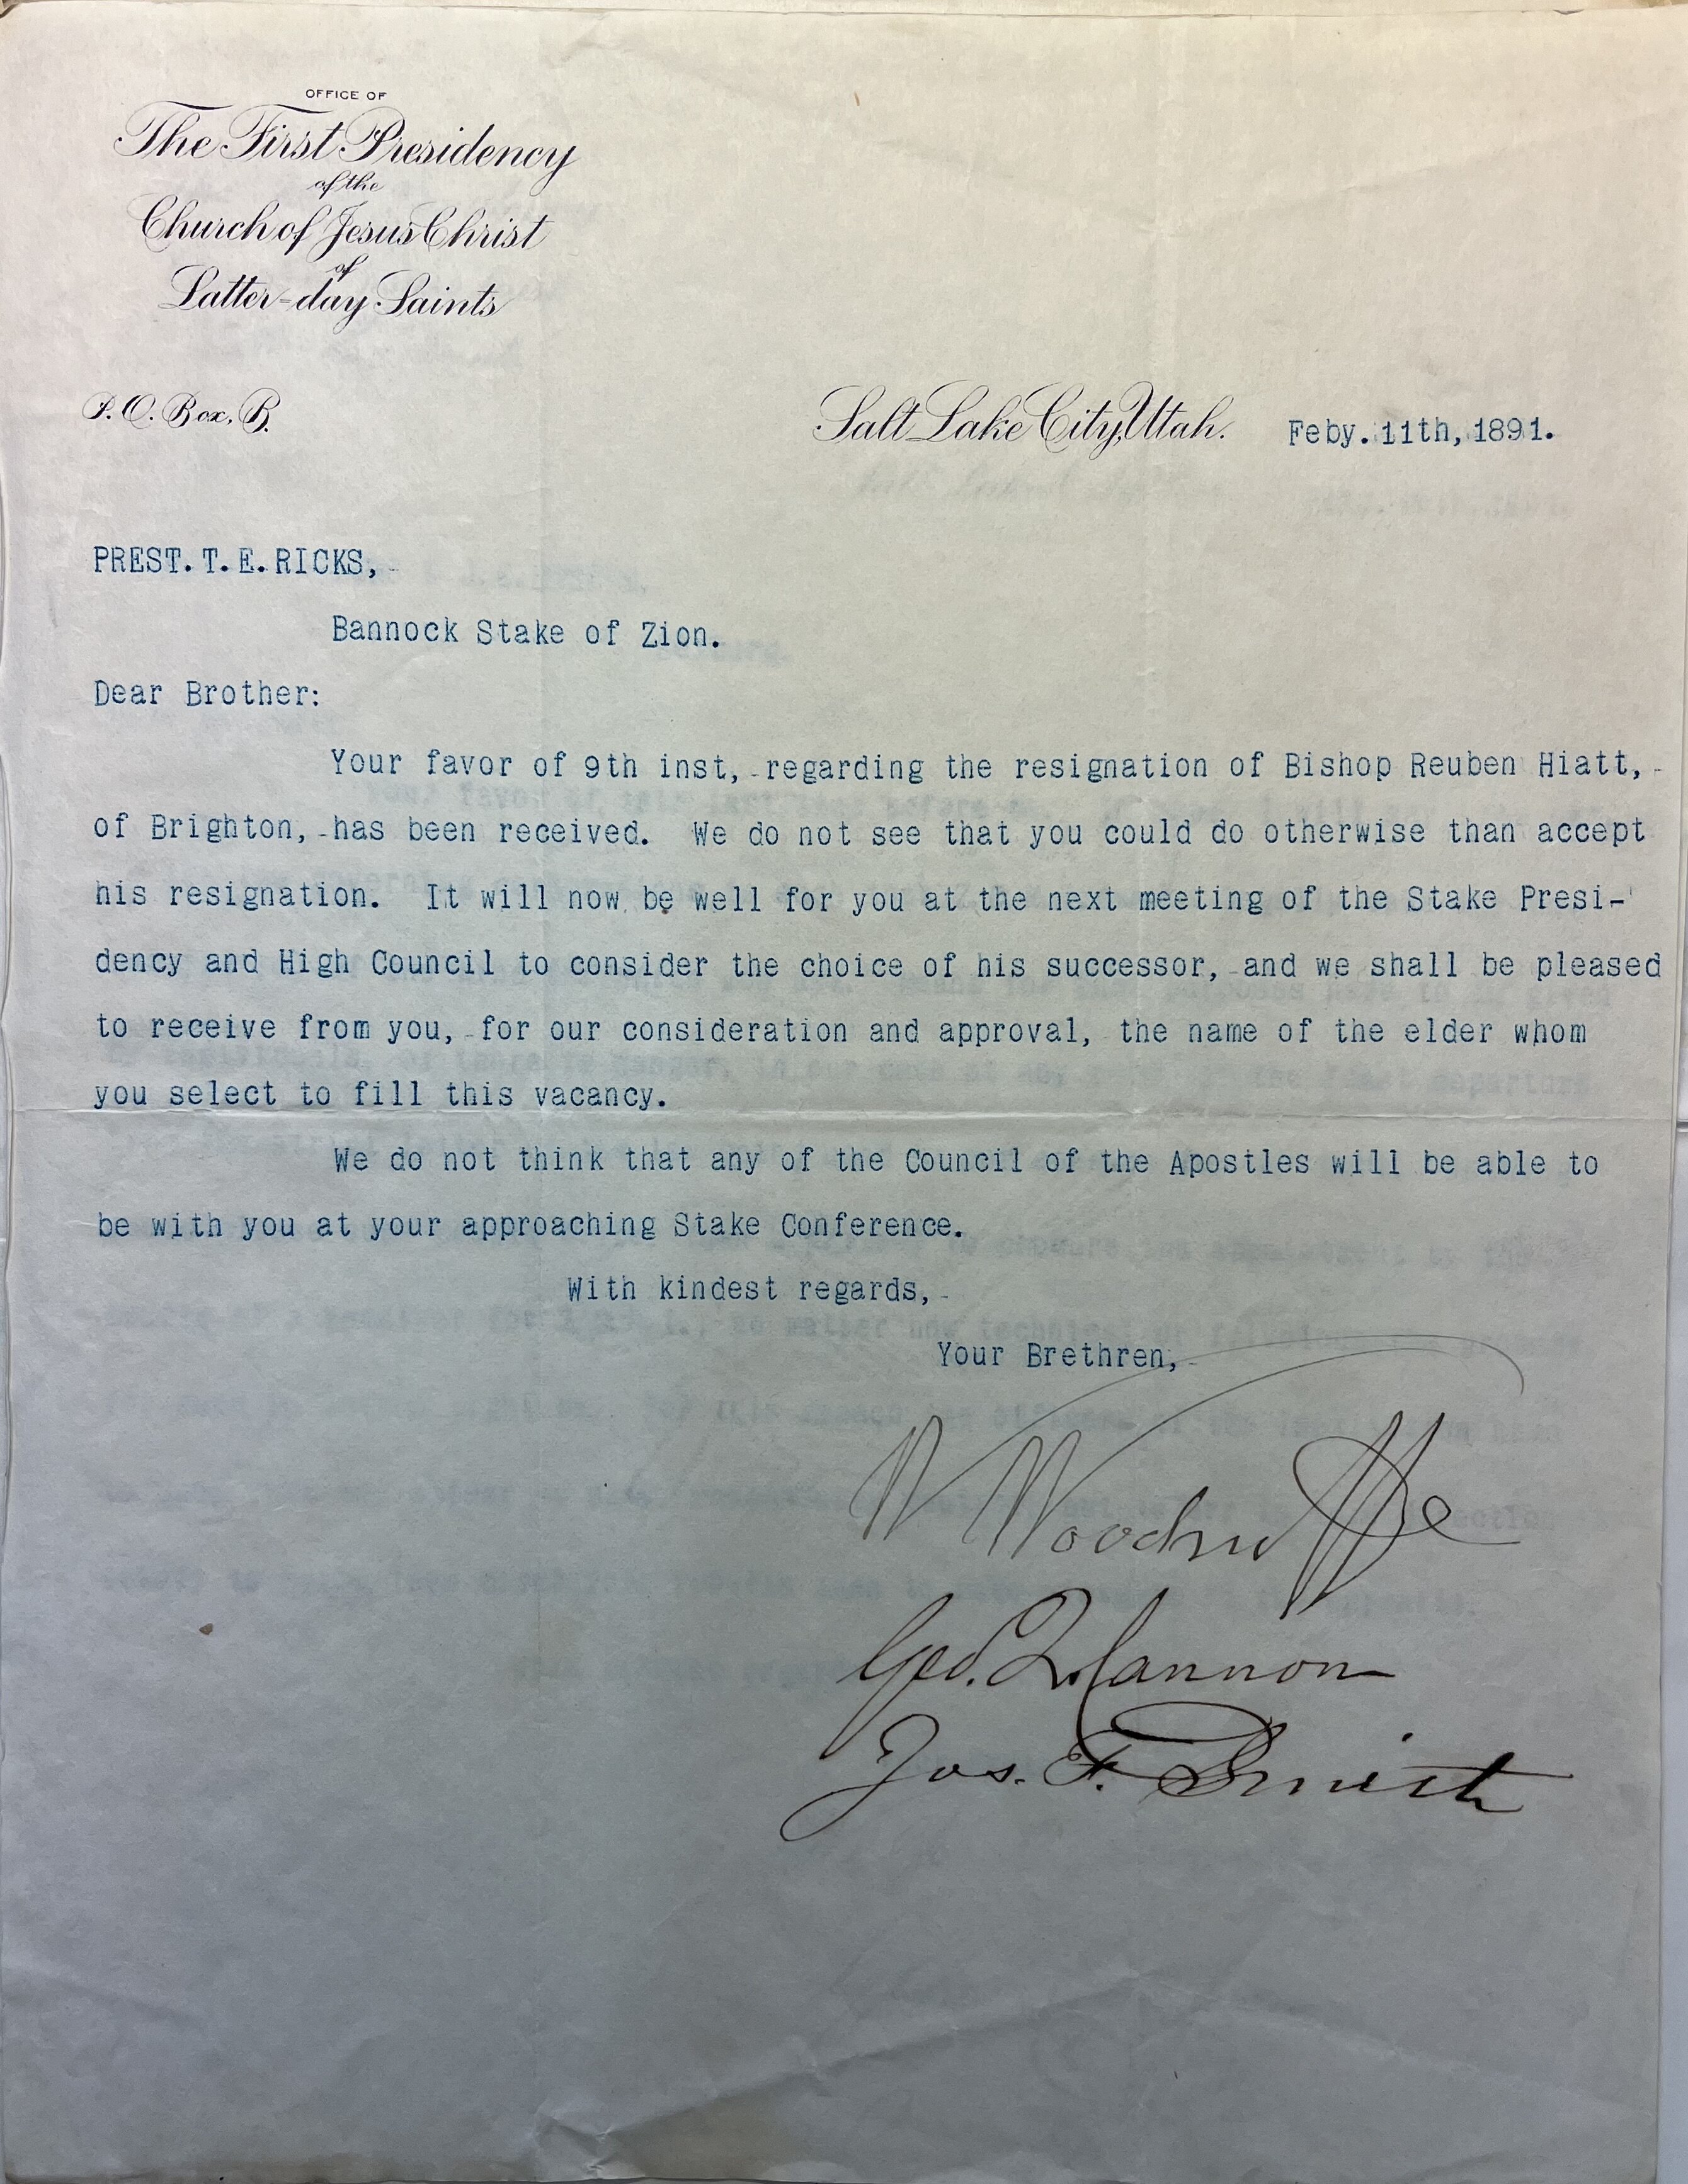 OFFICE OF
The First Presidency
of the
Church of Jesus Christ
of
Latter-day Saints
P. O. Box, B.
Salt Lake City, Utah. Feby. 11th, 1891.
PREST. T. E. RICKS,
Bannock Stake of Zion.
Dear Brother:
Your favor of 9th inst, regarding the resignation of Bishop Reuben Hiatt,
of Brighton, has been received. We do not see that you could do otherwise than accept
his resignation. It will now be well for you at the next meeting of the Stake Presi-
dency and High Council to consider the choice of his successor, and we shall be pleased
to receive from you, for our consideration and approval, the name of the elder whom
you select to fill this vacancy.
We do not think that any of the Council of the Apostles will be able to
be with you at your approaching Stake Conference.
With kindest regards,
Your Brethren,
W Woodruff
Geo. Q. Cannon
Jos. F. Smith